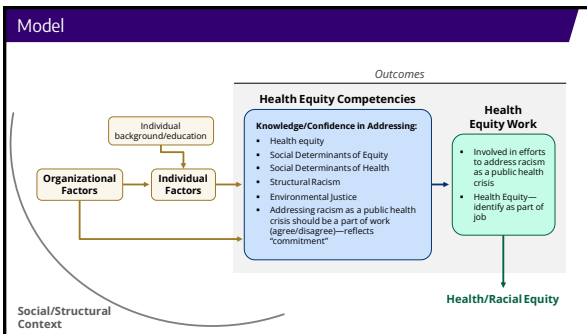 Model
Outcomes
Health Equity Competencies
Individual
background/education
Organizational
Factors
Individual
Factors
Knowledge/Confidence in Addressing:
▪ Health equity
▪ Social Determinants of Equity
▪ Social Determinants of Health
▪ Structural Racism
▪ Environmental Justice
▪ Addressing racism as a public health
crisis should be a part of work
(agree/disagree)—reflects
"commitment"
Health
Equity Work
▪ Involved in efforts
to address racism
as a public health
crisis
▪ Health Equity—
identify as part of
job
Health/Racial Equity
Social/Structural
Context